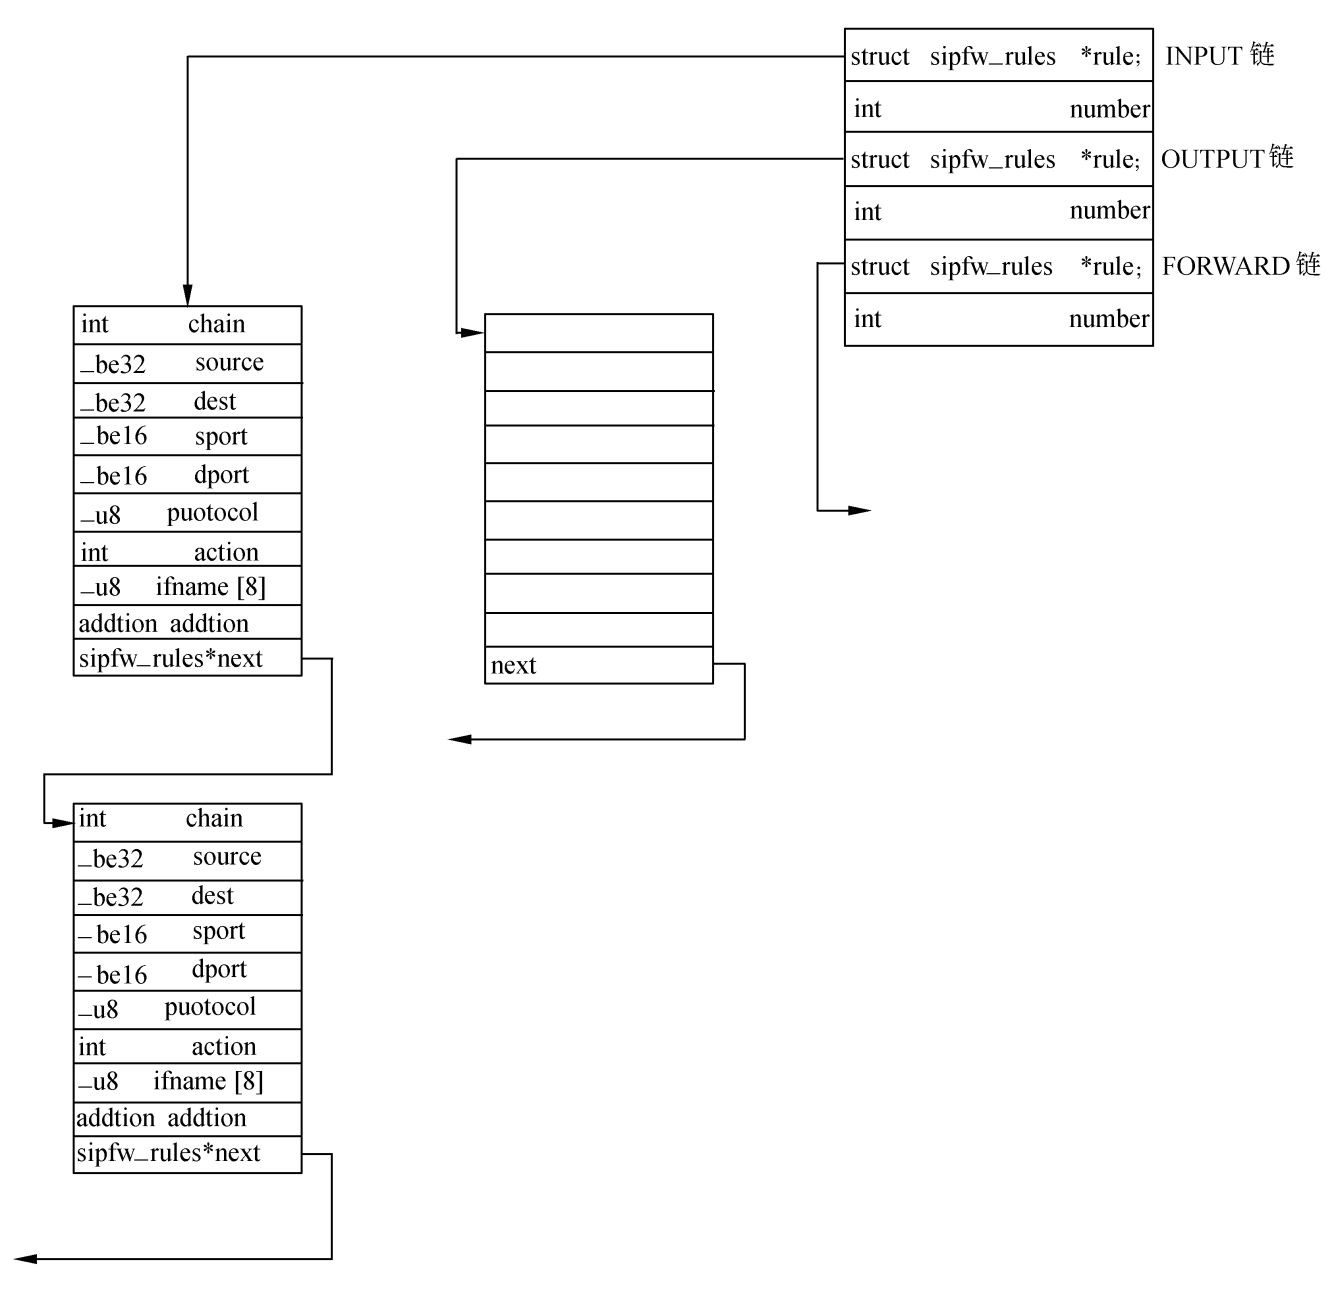 struct sipfw_rules *rule; INPUT 链
int number
struct sipfw_rules *rule; OUTPUT 链
int number
struct sipfw_rules *rule; FORWARD 链
int number
int chain
_be32 source
_be32 dest
_be16 sport
_be16 dport
_u8 puotocol
int action
_u8 ifname [8]
addtion addtion
sipfw_rules*next
next
int chain
_be32 source
_be32 dest
_be16 sport
_be16 dport
_u8 puotocol
int action
_u8 ifname [8]
addtion addtion
sipfw_rules*next